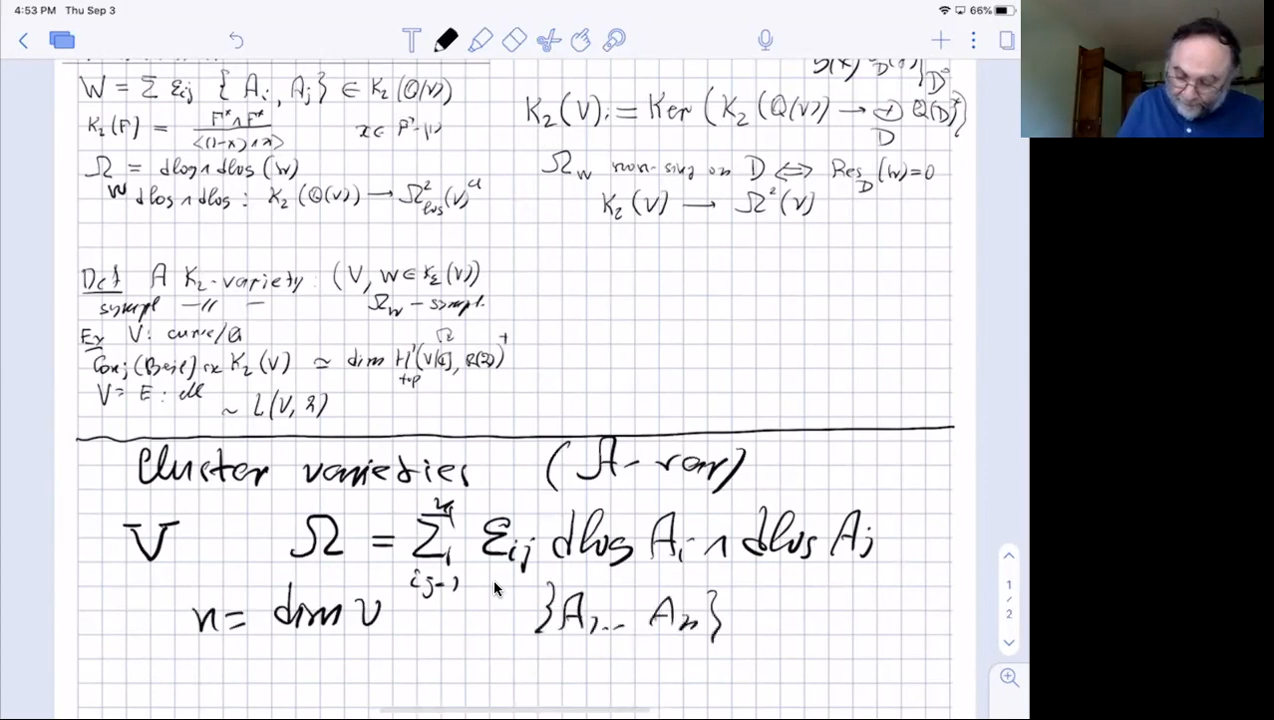 4:53 PM Thu Sep 3
66%
W = Σ εij { Ai, Aj } ∈ K2(Q(V))
K2(F) = F*∧F* / <(1-x)∧x>
x ∈ P'-{}
Ω = dlog∧dlog (W)
W dlog∧dlog : K2(Q(V)) → Ω²log(V)cl
K2(V) := Ker ( K2(Q(V)) → ⊕ Q(D)*)
D
ΩW non-sing on D ⟺ ResD(W)=0
K2(V) → Ω²(V)
Def A K2-variety : (V, W ∈ K2(V))
sympl —〃— ΩW - sympl.
Ex V: curve/Q
Conj (Beil) rk K2(V) ≃ dim H'top(V(C), R(2))+
V = E : ell
~ L(V, 2)
Cluster varieties (A-var)
V Ω = Σ εij dlog Ai ∧ dlog Aj
n = dim V {A1... An}
1
/
2